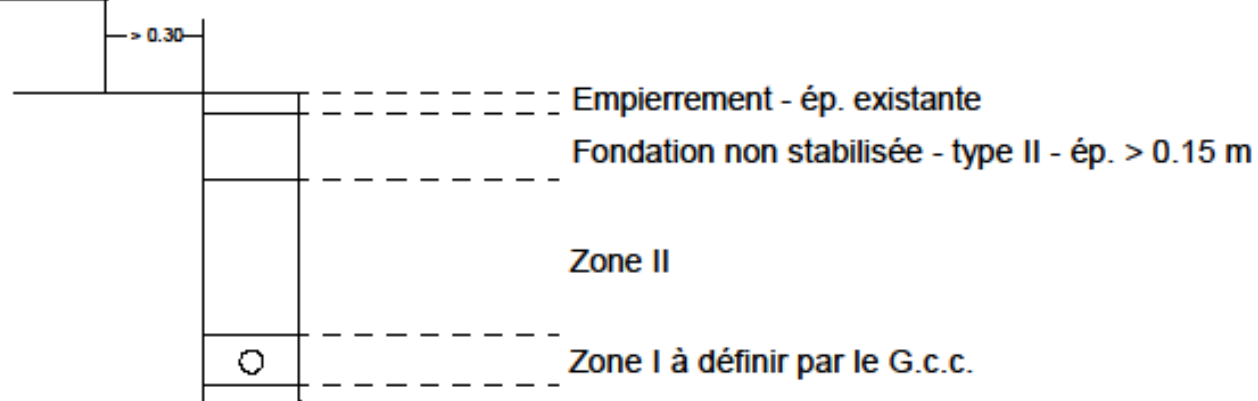 > 0.30
Empierrement - ép. existante
Fondation non stabilisée - type II - ép. > 0.15 m
Zone II
Zone I à définir par le G.c.c.